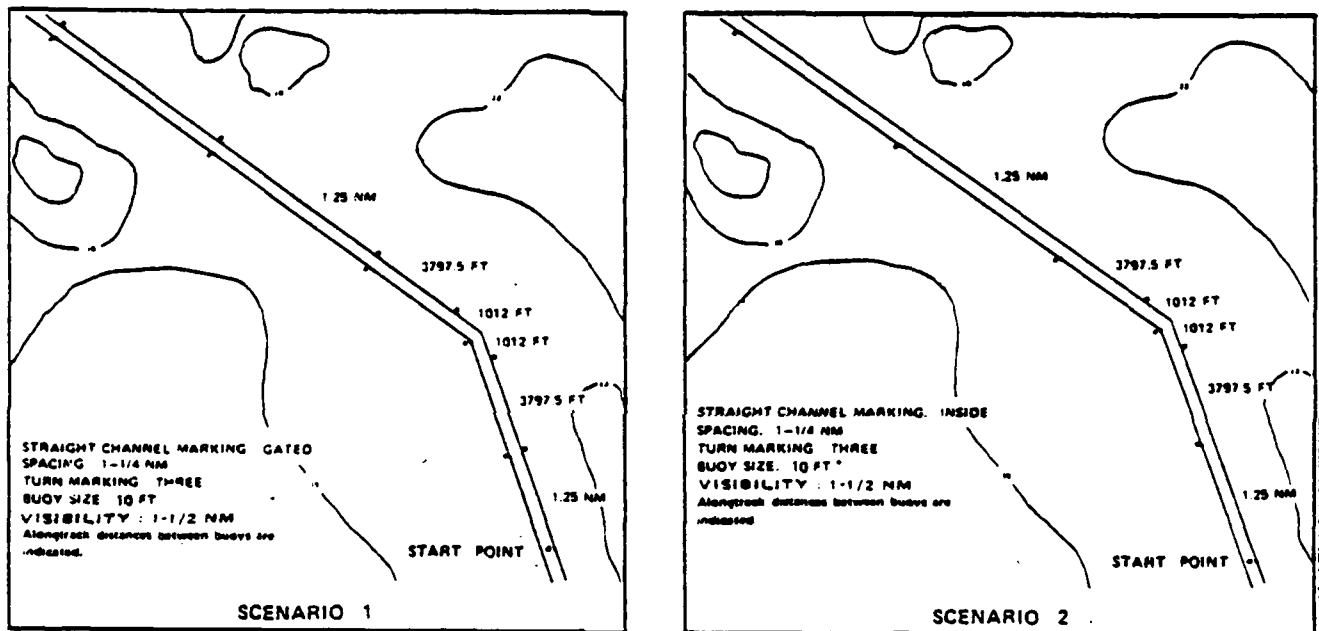 1.25 NM
3797.5 FT
1012 FT
1012 FT
3797.5 FT
1.25 NM
STRAIGHT CHANNEL MARKING GATED
SPACING 1-1/4 NM
TURN MARKING THREE
BUOY SIZE 10 FT
VISIBILITY : 1-1/2 NM
Alongtrack distances between buoys are
indicated.
START POINT
SCENARIO 1
1.25 NM
3797.5 FT
1012 FT
1012 FT
3797.5 FT
STRAIGHT CHANNEL MARKING. INSIDE
SPACING. 1-1/4 NM
TURN MARKING THREE
BUOY SIZE. 10 FT
VISIBILITY : 1-1/2 NM
Alongtrack distances between buoys are
indicated
1.25 NM
START POINT
SCENARIO 2